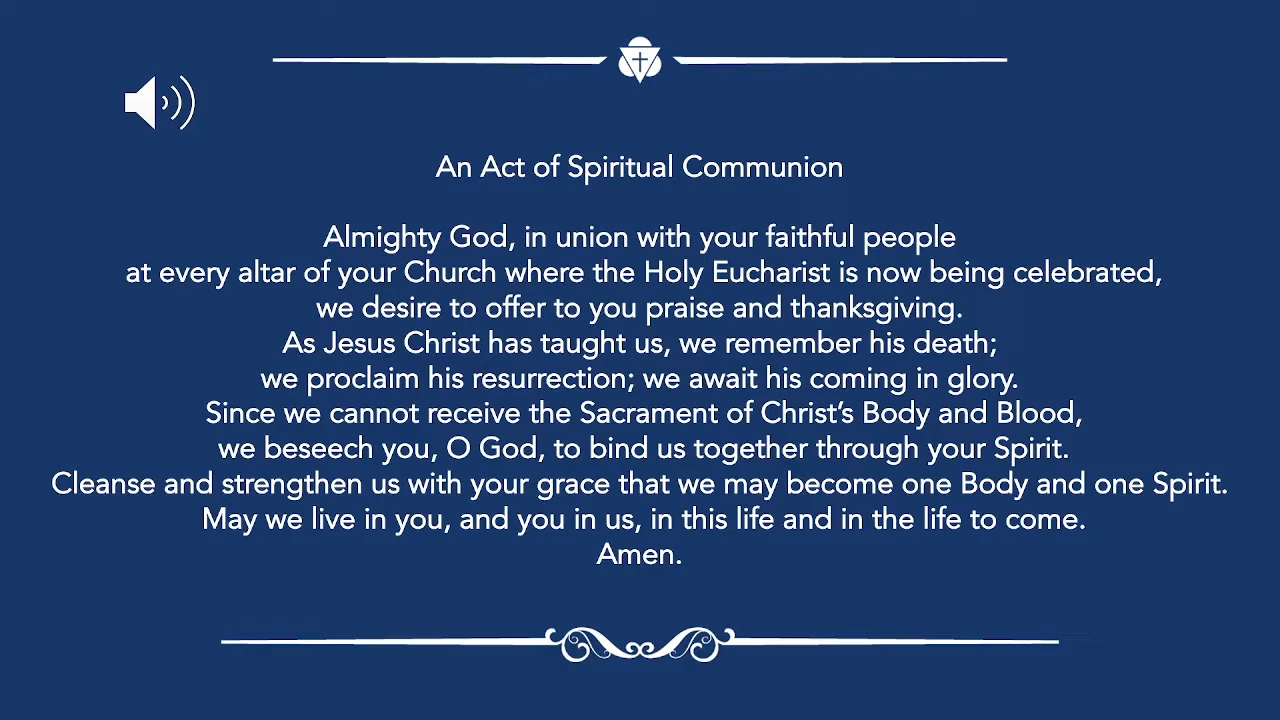 An Act of Spiritual Communion
Almighty God, in union with your faithful people
at every altar of your Church where the Holy Eucharist is now being celebrated,
we desire to offer to you praise and thanksgiving.
As Jesus Christ has taught us, we remember his death;
we proclaim his resurrection; we await his coming in glory.
Since we cannot receive the Sacrament of Christ’s Body and Blood,
we beseech you, O God, to bind us together through your Spirit.
Cleanse and strengthen us with your grace that we may become one Body and one Spirit.
May we live in you, and you in us, in this life and in the life to come.
Amen.